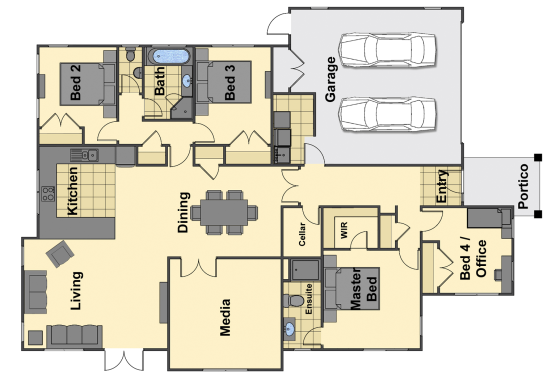 Bed 2
Bath
Bed 3
Garage
Kitchen
Dining
Entry
Portico
Cellar
WIR
Bed 4 /
Office
Living
Media
Ensuite
Master
Bed